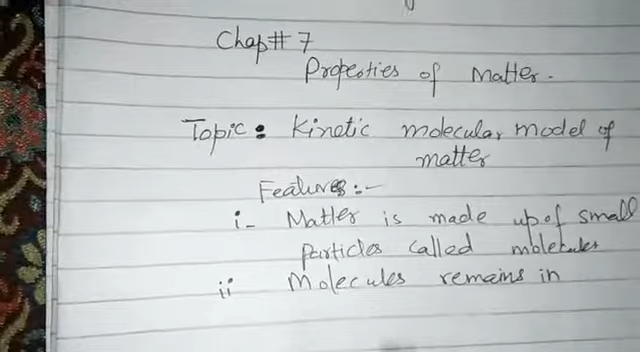 Chap# 7
Properties of Matter.
Topic: Kinetic molecular model of
matter
Features:-
i- Matter is made up of small
particles called molecules
ii Molecules remains in